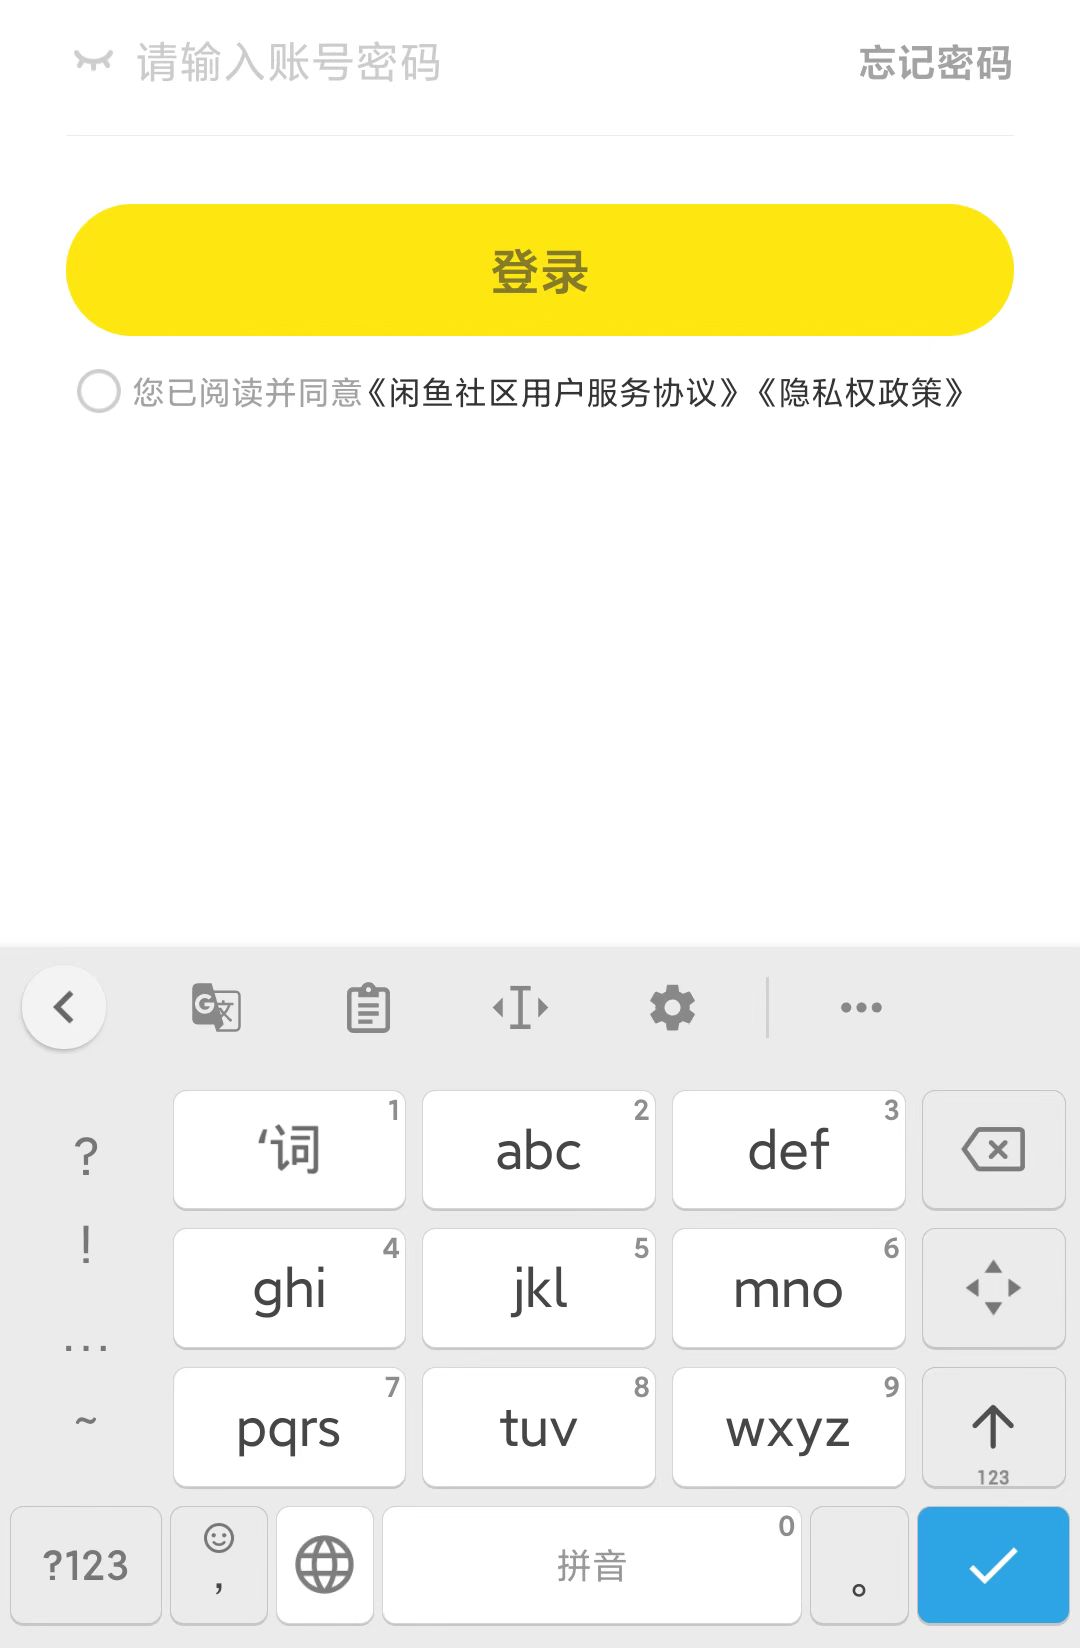 请输入账号密码 忘记密码
登录
您已阅读并同意《闲鱼社区用户服务协议》《隐私权政策》
G 文
? ‘词 1 abc 2 def 3
! ghi 4 jkl 5 mno 6
...
~ pqrs 7 tuv 8 wxyz 9 123
?123 , 拼音 0 。